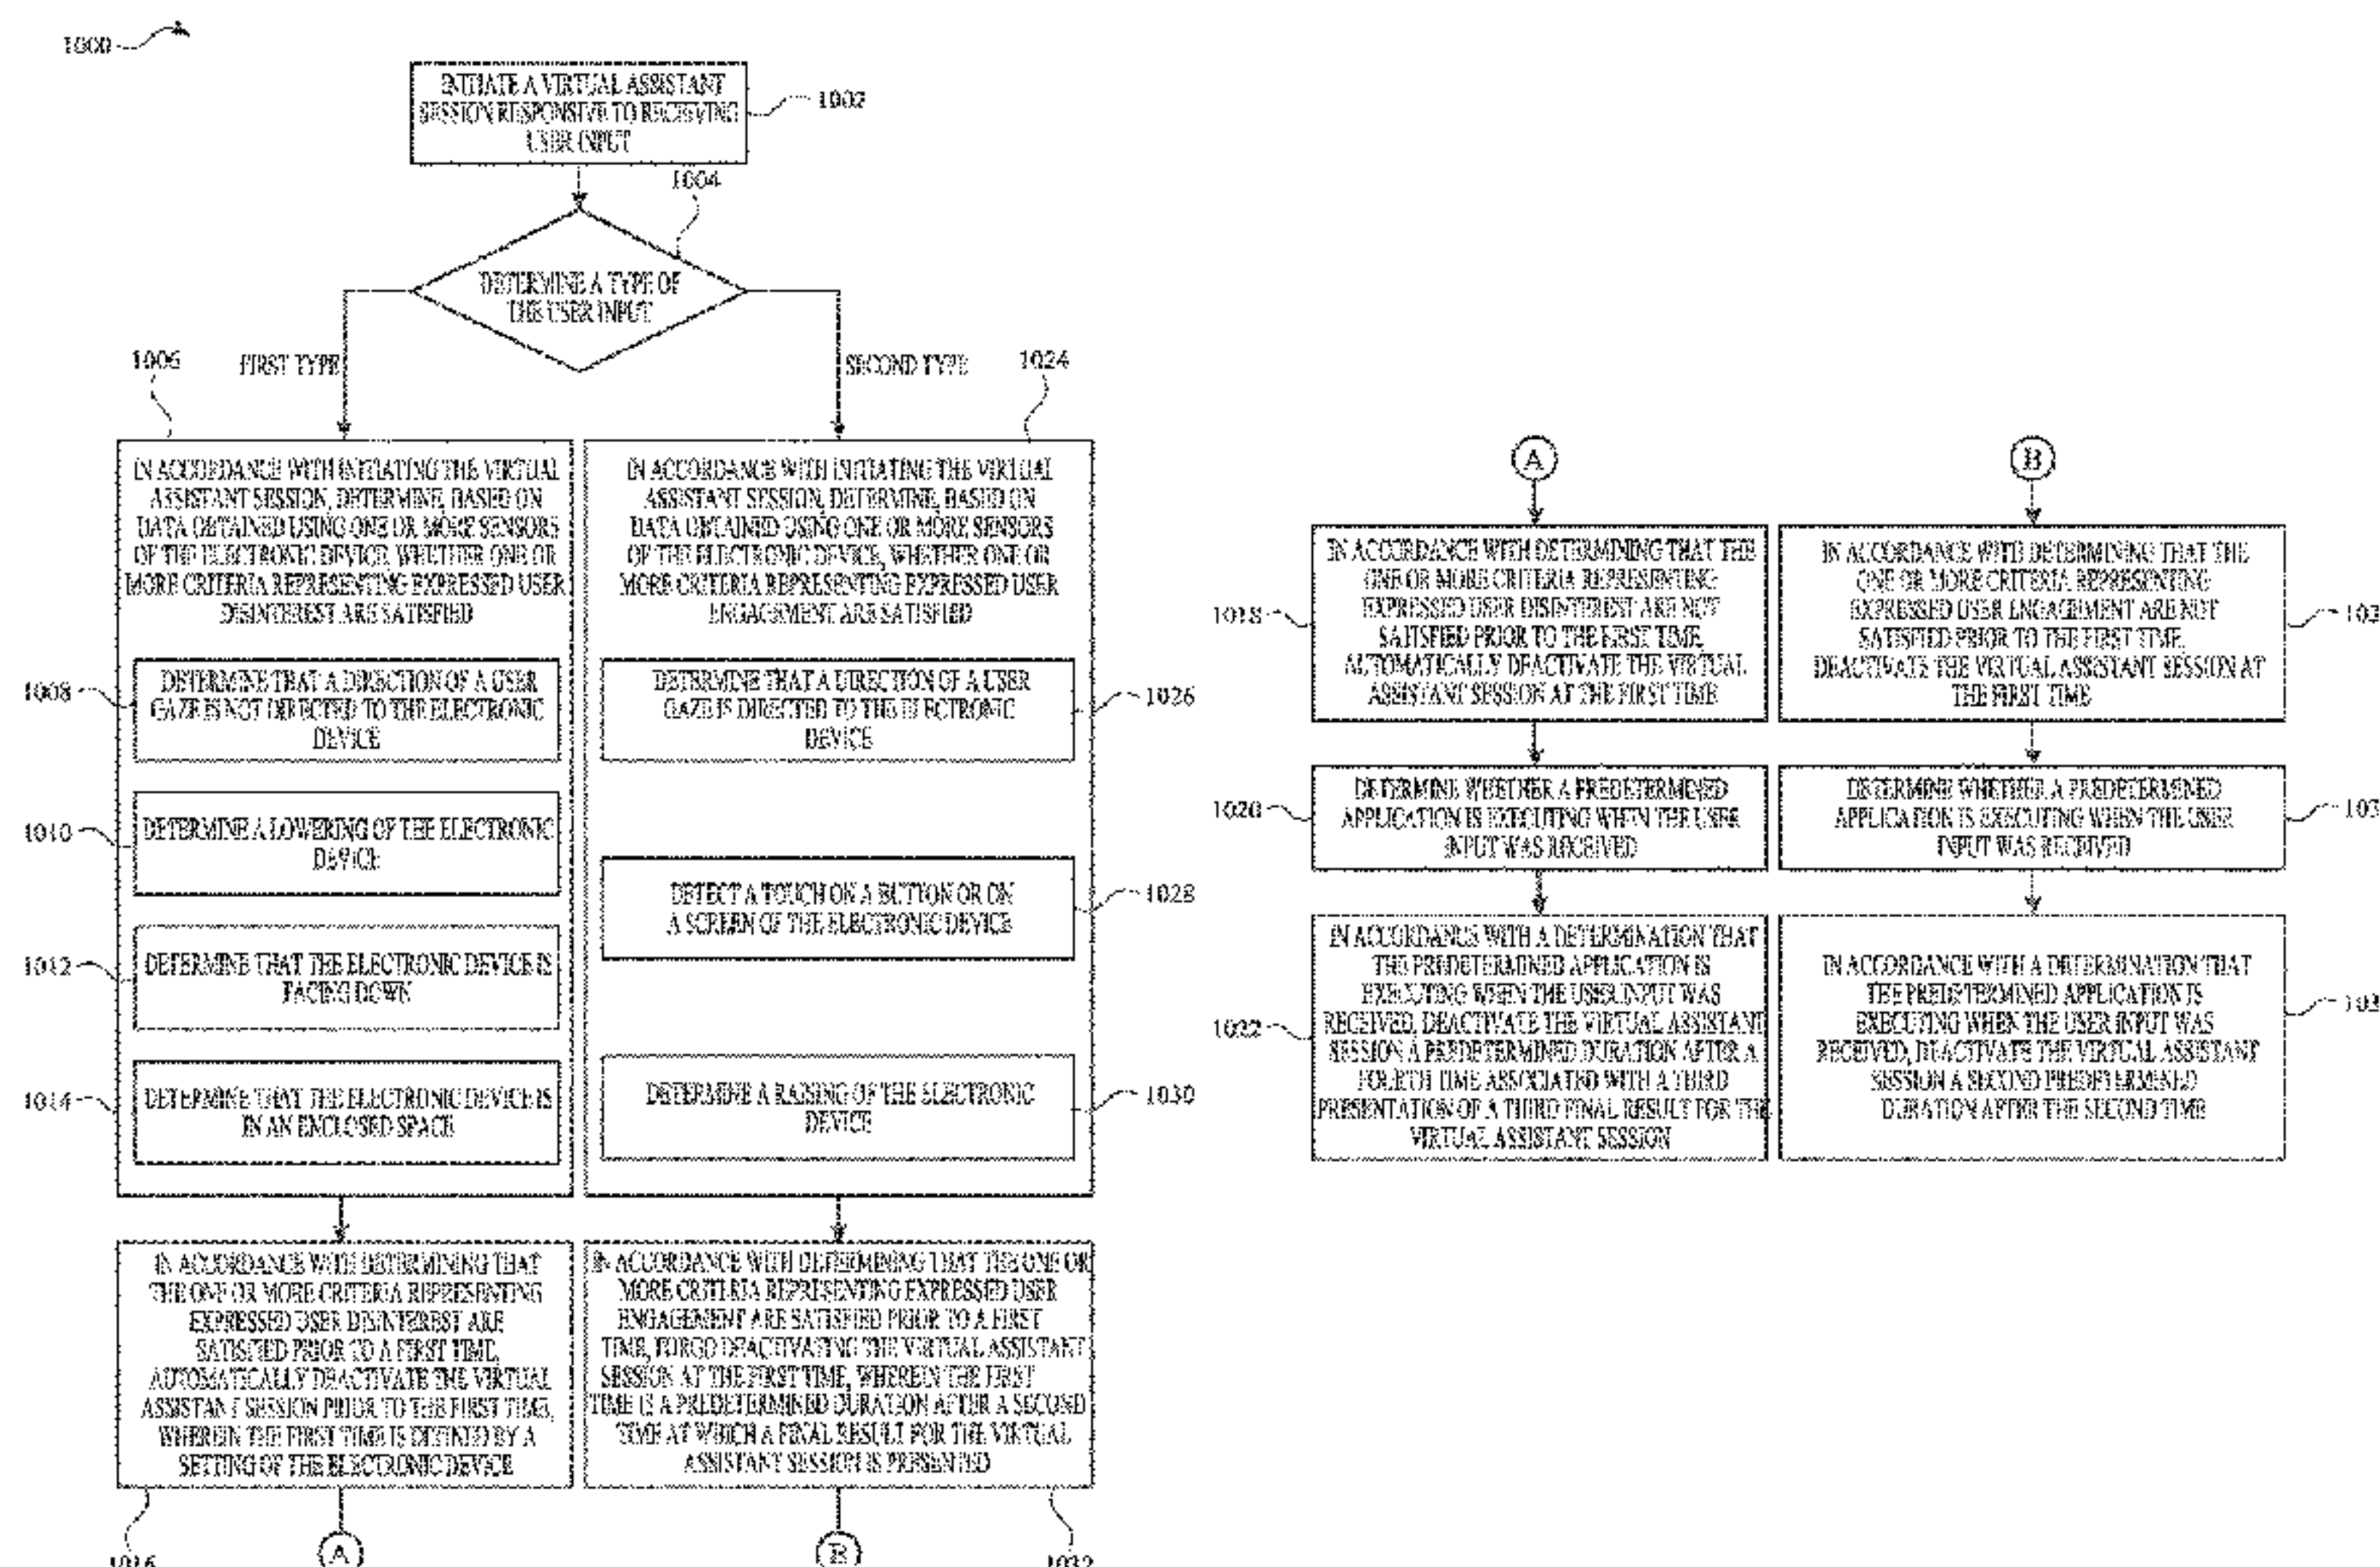 1000
INITIATE A VIRTUAL ASSISTANT
SESSION RESPONSIVE TO RECEIVING
USER INPUT
1002
1004
DETERMINE A TYPE OF
THE USER INPUT
FIRST TYPE
SECOND TYPE
1006
IN ACCORDANCE WITH INITIATING THE VIRTUAL
ASSISTANT SESSION, DETERMINE, BASED ON
DATA OBTAINED USING ONE OR MORE SENSORS
OF THE ELECTRONIC DEVICE, WHETHER ONE OR
MORE CRITERIA REPRESENTING EXPRESSED USER
DISINTEREST ARE SATISFIED
1008
DETERMINE THAT A DIRECTION OF A USER
GAZE IS NOT DIRECTED TO THE ELECTRONIC
DEVICE
1010
DETERMINE A LOWERING OF THE ELECTRONIC
DEVICE
1012
DETERMINE THAT THE ELECTRONIC DEVICE IS
FACING DOWN
1014
DETERMINE THAT THE ELECTRONIC DEVICE IS
IN AN ENCLOSED SPACE
IN ACCORDANCE WITH DETERMINING THAT
THE ONE OR MORE CRITERIA REPRESENTING
EXPRESSED USER DISINTEREST ARE
SATISFIED PRIOR TO A FIRST TIME,
AUTOMATICALLY DEACTIVATE THE VIRTUAL
ASSISTANT SESSION PRIOR TO THE FIRST TIME,
WHEREIN THE FIRST TIME IS DEFINED BY A
SETTING OF THE ELECTRONIC DEVICE
1016
A
1024
IN ACCORDANCE WITH INITIATING THE VIRTUAL
ASSISTANT SESSION, DETERMINE, BASED ON
DATA OBTAINED USING ONE OR MORE SENSORS
OF THE ELECTRONIC DEVICE, WHETHER ONE OR
MORE CRITERIA REPRESENTING EXPRESSED USER
ENGAGEMENT ARE SATISFIED
DETERMINE THAT A DIRECTION OF A USER
GAZE IS DIRECTED TO THE ELECTRONIC
DEVICE
1026
DETECT A TOUCH ON A BUTTON OR ON
A SCREEN OF THE ELECTRONIC DEVICE
1028
DETERMINE A RAISING OF THE ELECTRONIC
DEVICE
1030
IN ACCORDANCE WITH DETERMINING THAT THE ONE OR
MORE CRITERIA REPRESENTING EXPRESSED USER
ENGAGEMENT ARE SATISFIED PRIOR TO A FIRST
TIME, FORGO DEACTIVATING THE VIRTUAL ASSISTANT
SESSION AT THE FIRST TIME, WHEREIN THE FIRST
TIME IS A PREDETERMINED DURATION AFTER A SECOND
TIME AT WHICH A FINAL RESULT FOR THE VIRTUAL
ASSISTANT SESSION IS PRESENTED
B
1032
A
1018
IN ACCORDANCE WITH DETERMINING THAT THE
ONE OR MORE CRITERIA REPRESENTING
EXPRESSED USER DISINTEREST ARE NOT
SATISFIED PRIOR TO THE FIRST TIME,
AUTOMATICALLY DEACTIVATE THE VIRTUAL
ASSISTANT SESSION AT THE FIRST TIME
1020
DETERMINE WHETHER A PREDETERMINED
APPLICATION IS EXECUTING WHEN THE USER
INPUT WAS RECEIVED
1022
IN ACCORDANCE WITH A DETERMINATION THAT
THE PREDETERMINED APPLICATION IS
EXECUTING WHEN THE USER INPUT WAS
RECEIVED, DEACTIVATE THE VIRTUAL ASSISTANT
SESSION A PREDETERMINED DURATION AFTER A
FOURTH TIME ASSOCIATED WITH A THIRD
PRESENTATION OF A THIRD FINAL RESULT FOR THE
VIRTUAL ASSISTANT SESSION
B
IN ACCORDANCE WITH DETERMINING THAT THE
ONE OR MORE CRITERIA REPRESENTING
EXPRESSED USER ENGAGEMENT ARE NOT
SATISFIED PRIOR TO THE FIRST TIME,
DEACTIVATE THE VIRTUAL ASSISTANT SESSION AT
THE FIRST TIME
103
DETERMINE WHETHER A PREDETERMINED
APPLICATION IS EXECUTING WHEN THE USER
INPUT WAS RECEIVED
103
IN ACCORDANCE WITH A DETERMINATION THAT
THE PREDETERMINED APPLICATION IS
EXECUTING WHEN THE USER INPUT WAS
RECEIVED, DEACTIVATE THE VIRTUAL ASSISTANT
SESSION A SECOND PREDETERMINED
DURATION AFTER THE SECOND TIME
103